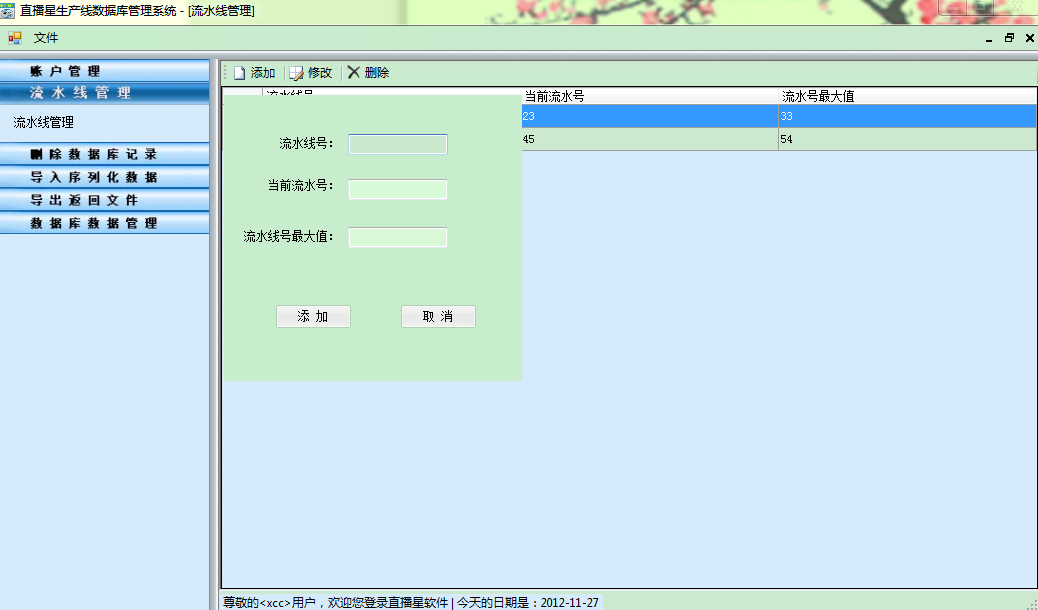 直播星生产线数据库管理系统 - [流水线管理]
文件
账户管理
流水线管理
流水线管理
删除数据库记录
导入序列化数据
导出返回文件
数据库数据管理
添加 修改 删除
流水线号 当前流水号 流水号最大值
23 33
45 54
流水线号：
当前流水号：
流水线号最大值：
添 加 取 消
尊敬的<xcc>用户，欢迎您登录直播星软件 | 今天的日期是：2012-11-27